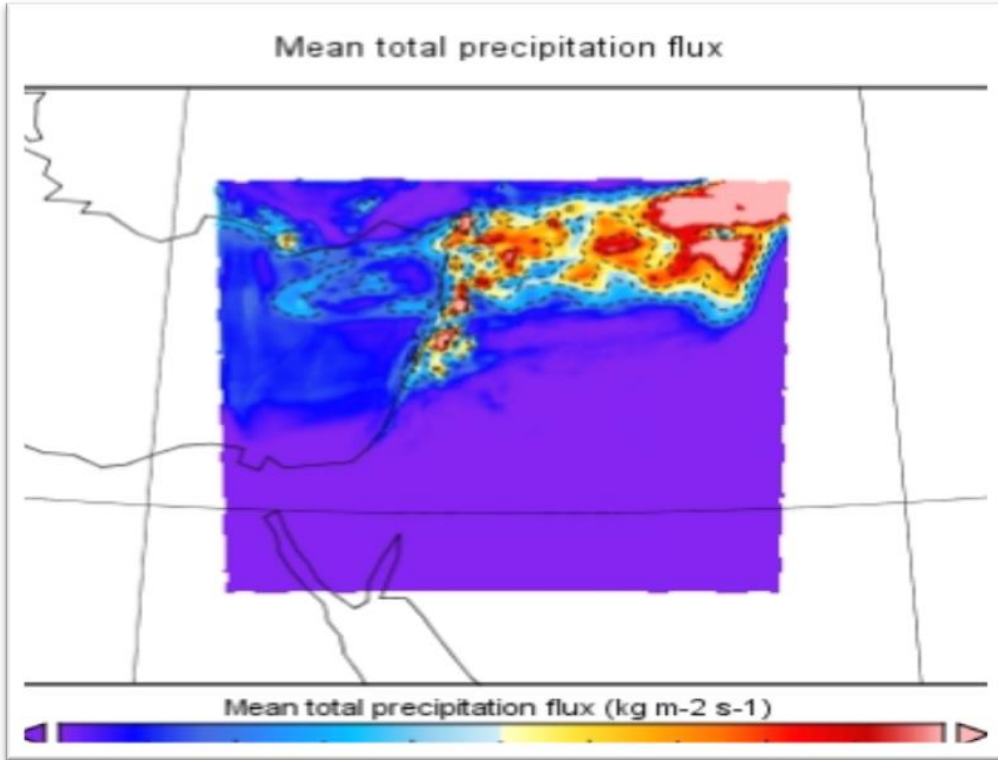 Mean total precipitation flux
Mean total precipitation flux (kg m-2 s-1)